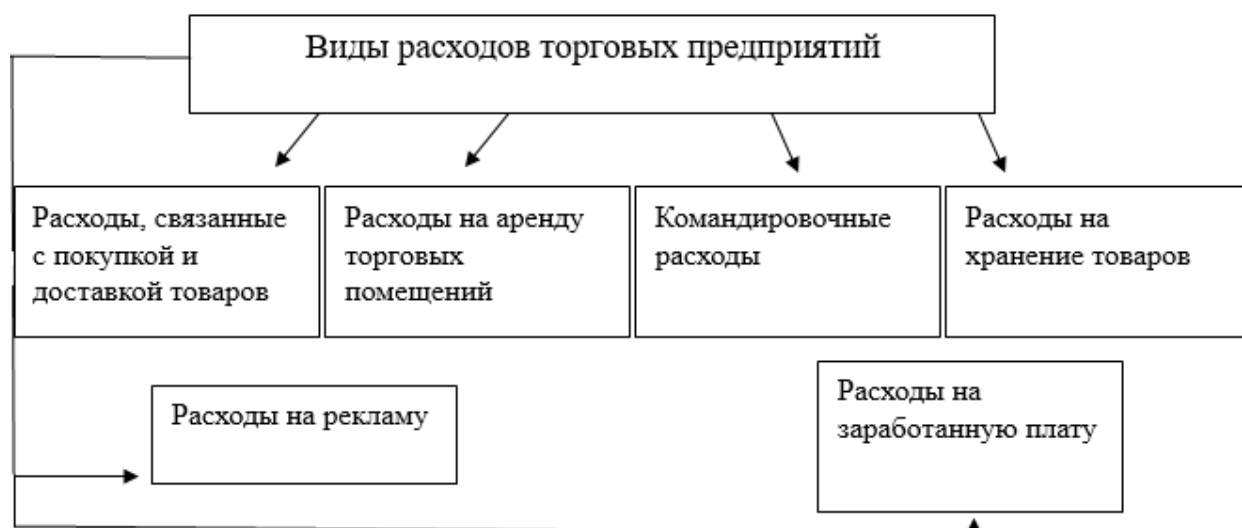 Виды расходов торговых предприятий
Расходы, связанные
с покупкой и
доставкой товаров
Расходы на аренду
торговых
помещений
Командировочные
расходы
Расходы на
хранение товаров
Расходы на рекламу
Расходы на
заработанную плату